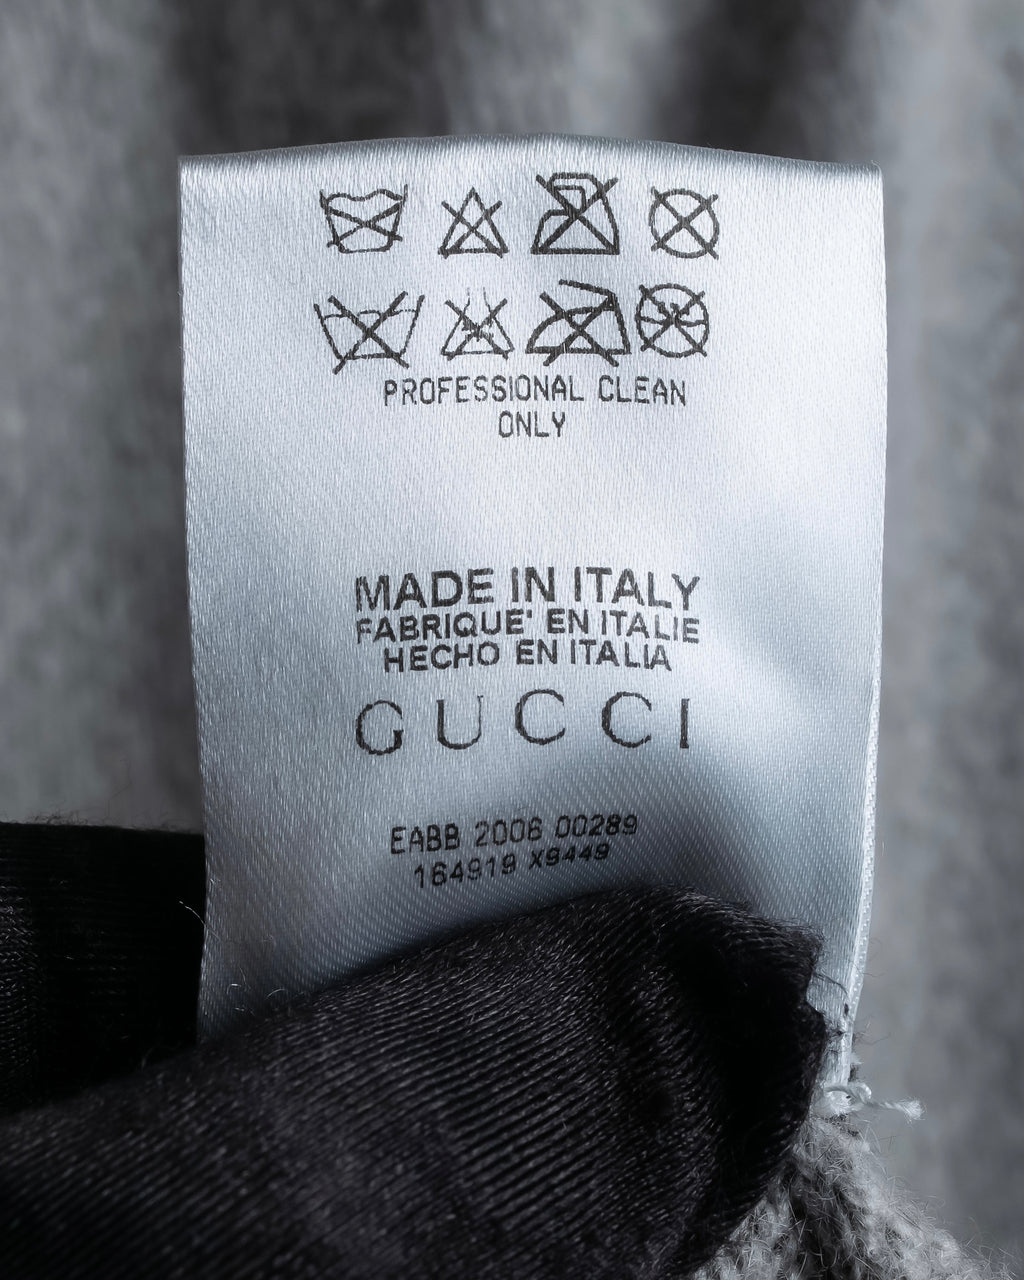 PROFESSIONAL CLEAN
ONLY
MADE IN ITALY
FABRIQUE' EN ITALIE
HECHO EN ITALIA
GUCCI
EABB 2006 00289
164919 X9449